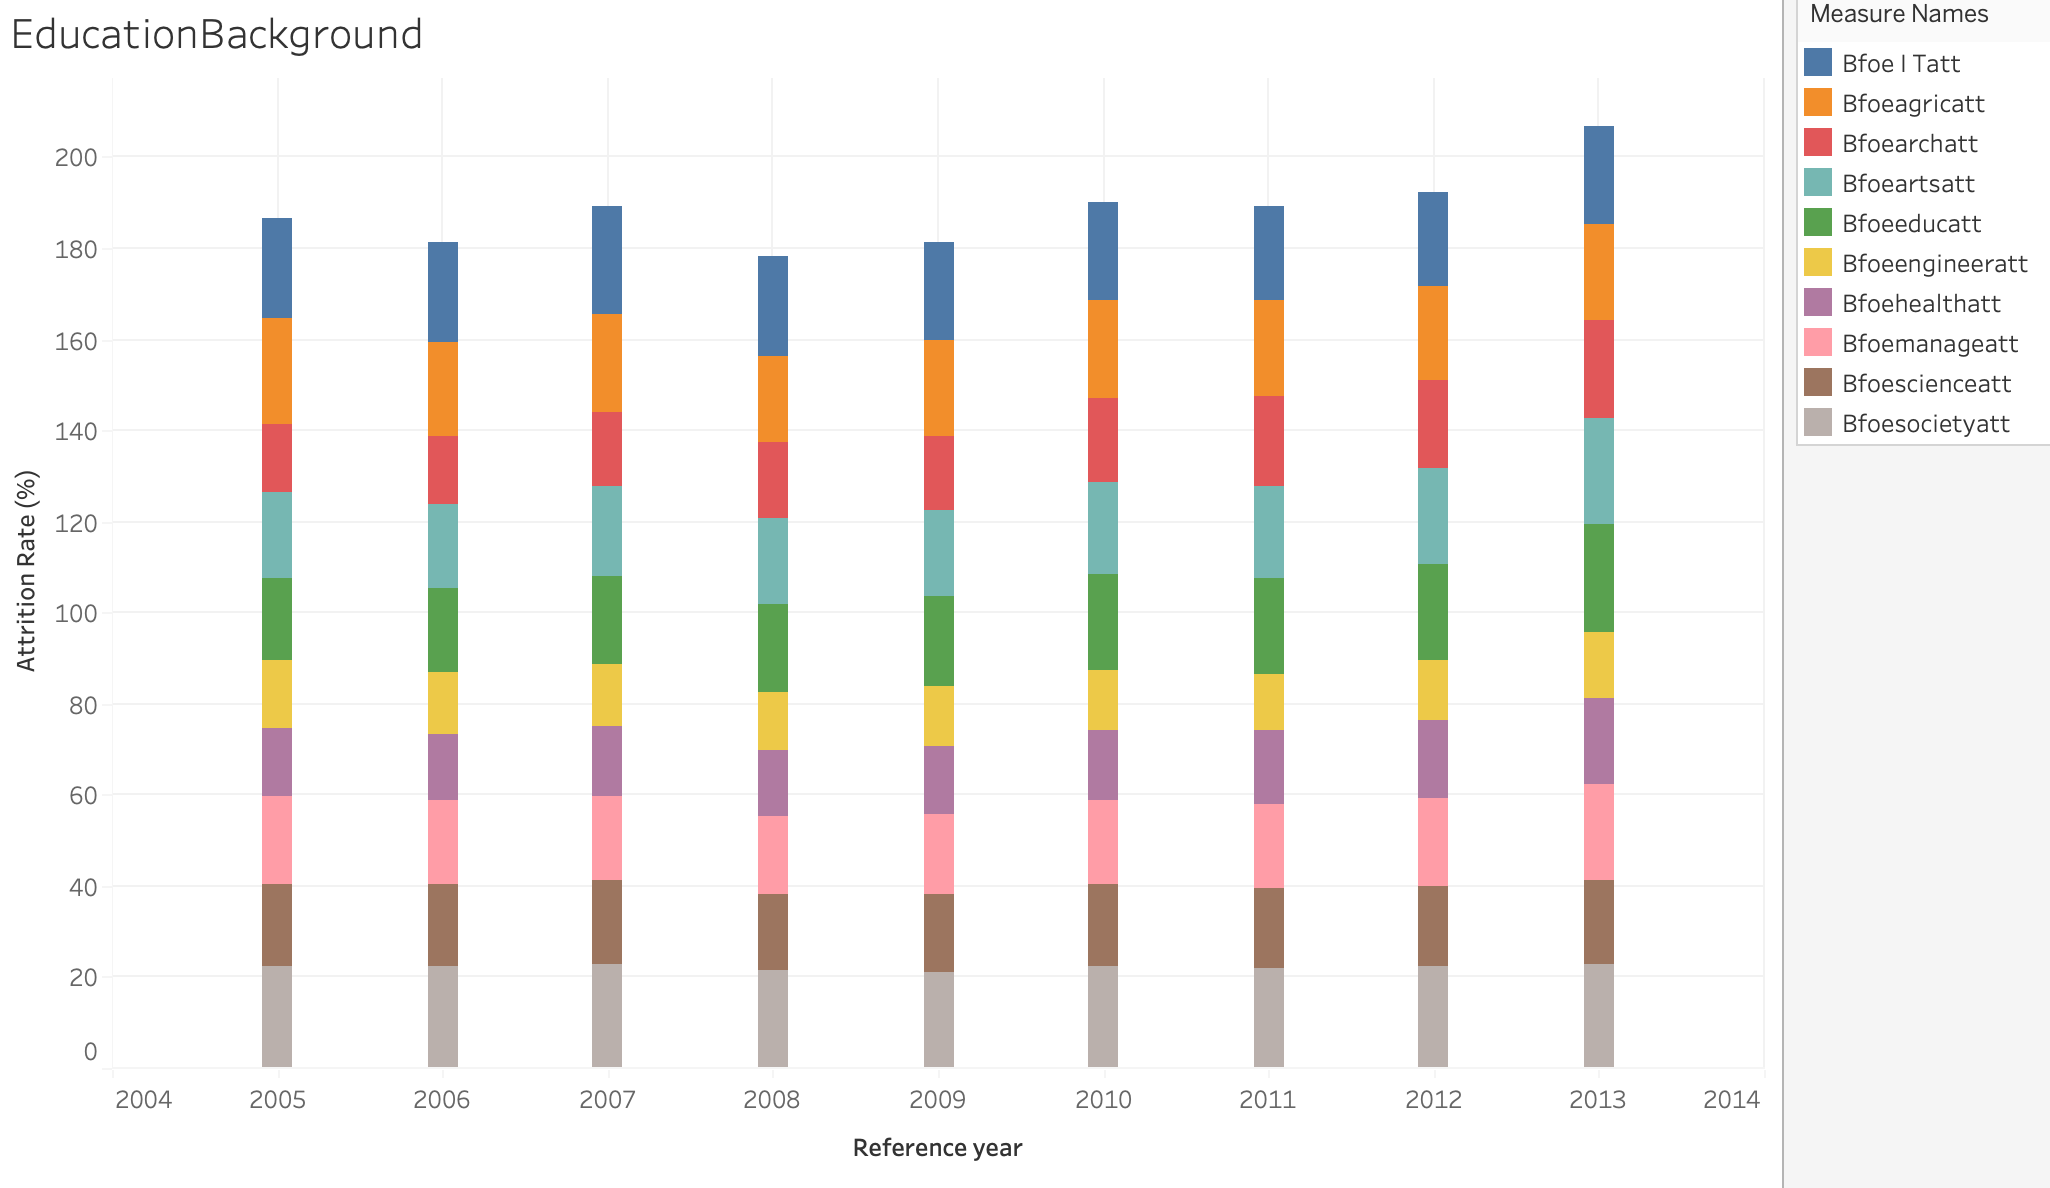 EducationBackground
Measure Names
Bfoe I Tatt
Bfoeagricatt
Bfoearchatt
Bfoeartsatt
Bfoeeducatt
Bfoeengineeratt
Bfoehealthatt
Bfoemanageatt
Bfoescienceatt
Bfoesocietyatt
Attrition Rate (%)
200
180
160
140
120
100
80
60
40
20
0
2004 2005 2006 2007 2008 2009 2010 2011 2012 2013 2014
Reference year